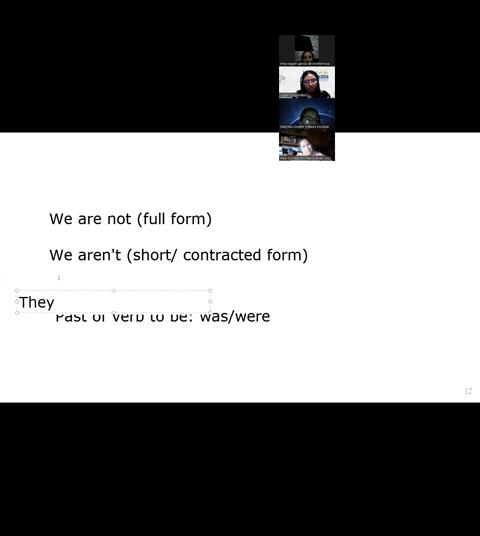 We are not (full form)
We aren't (short/ contracted form)
They
Past of verb to be: was/were